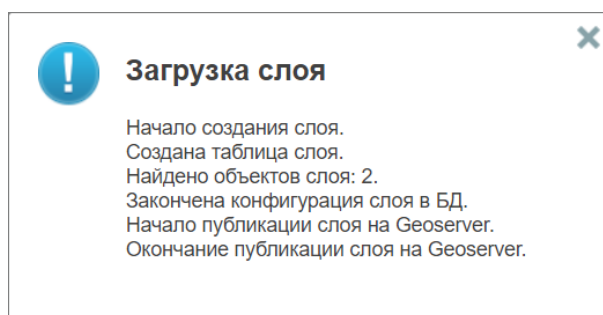 Загрузка слоя
Начало создания слоя.
Создана таблица слоя.
Найдено объектов слоя: 2.
Закончена конфигурация слоя в БД.
Начало публикации слоя на Geoserver.
Окончание публикации слоя на Geoserver.